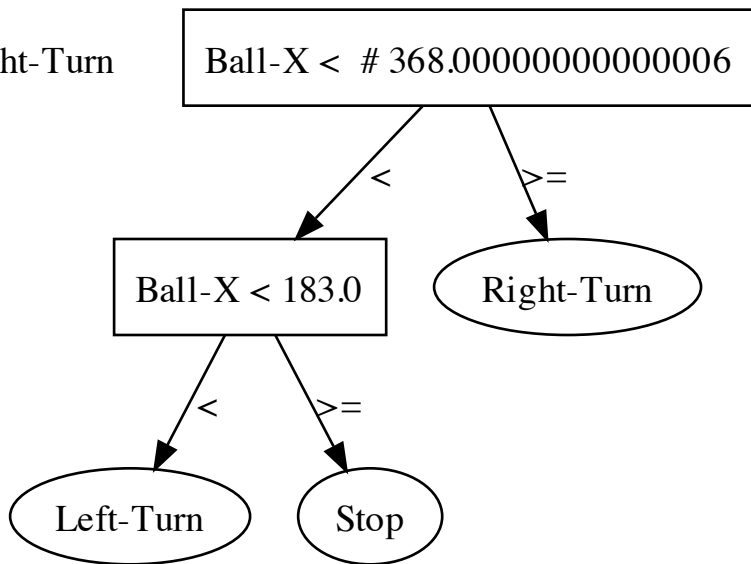 ht-Turn
Ball-X < # 368.00000000000006
< >=
Ball-X < 183.0
Right-Turn
< >=
Left-Turn
Stop